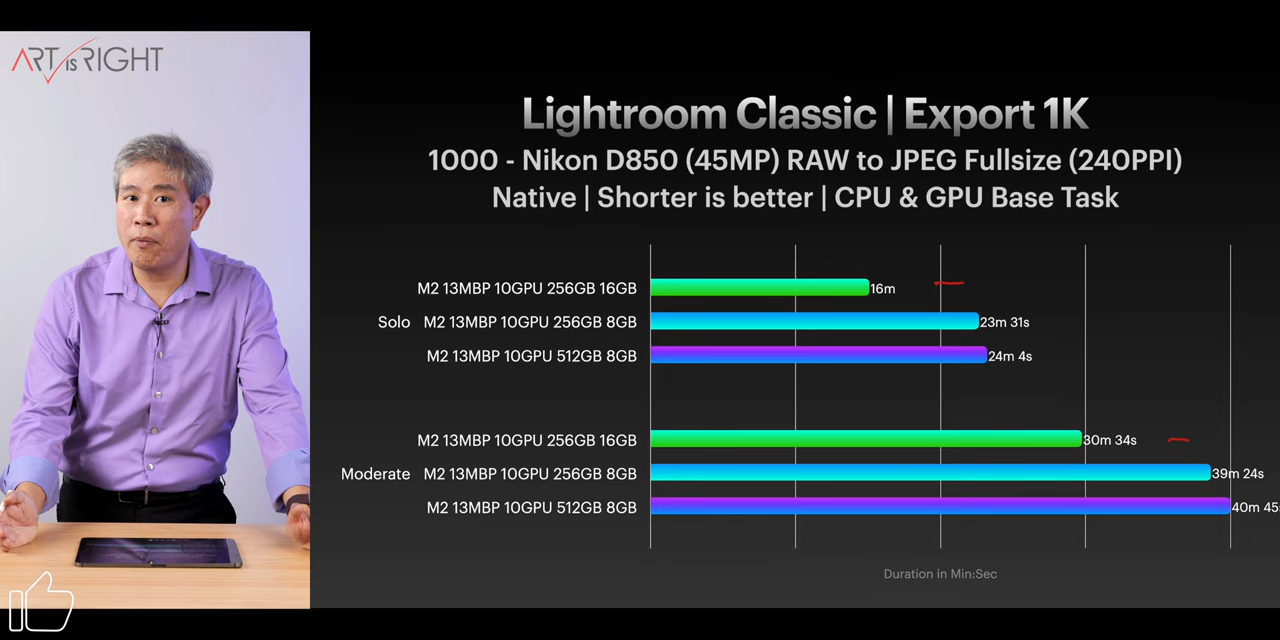 ART IS RIGHT
Lightroom Classic | Export 1K
1000 - Nikon D850 (45MP) RAW to JPEG Fullsize (240PPI)
Native | Shorter is better | CPU & GPU Base Task
M2 13MBP 10GPU 256GB 16GB 16m
Solo M2 13MBP 10GPU 256GB 8GB 23m 31s
M2 13MBP 10GPU 512GB 8GB 24m 4s
M2 13MBP 10GPU 256GB 16GB 30m 34s
Moderate M2 13MBP 10GPU 256GB 8GB 39m 24s
M2 13MBP 10GPU 512GB 8GB 40m 45s
Duration in Min:Sec